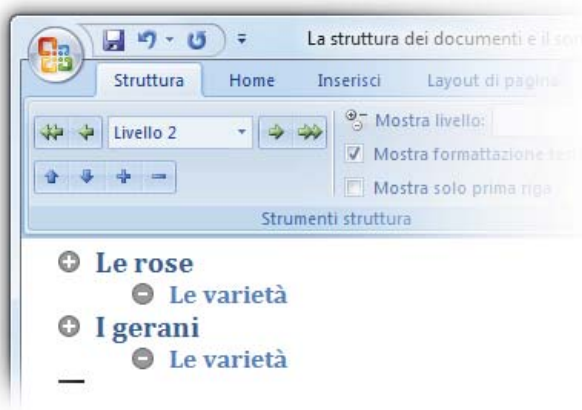 La struttura dei documenti e il
Struttura Home Inserisci Layout di pagina
Livello 2 Mostra livello:
Mostra formattazione testo
Mostra solo prima riga
Strumenti struttura
Le rose
Le varietà
I gerani
Le varietà